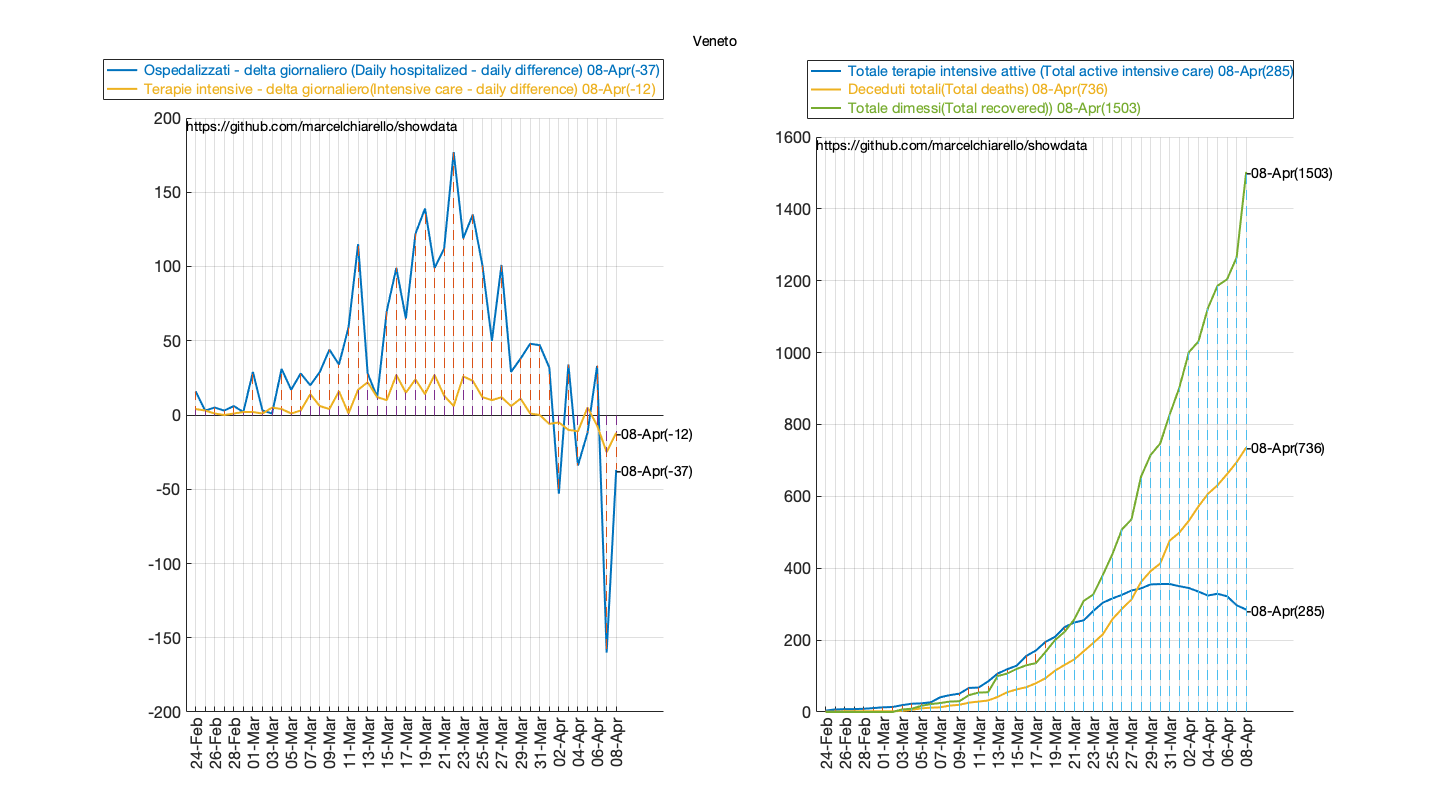 Veneto
Ospedalizzati - delta giornaliero (Daily hospitalized - daily difference) 08-Apr(-37)
Terapie intensive - delta giornaliero(Intensive care - daily difference) 08-Apr(-12)
https://github.com/marcelchiarello/showdata
200
150
100
50
0
-50
-100
-150
-200
08-Apr(-12)
08-Apr(-37)
24-Feb
26-Feb
28-Feb
01-Mar
03-Mar
05-Mar
07-Mar
09-Mar
11-Mar
13-Mar
15-Mar
17-Mar
19-Mar
21-Mar
23-Mar
25-Mar
27-Mar
29-Mar
31-Mar
02-Apr
04-Apr
06-Apr
08-Apr
Totale terapie intensive attive (Total active intensive care) 08-Apr(285)
Deceduti totali(Total deaths) 08-Apr(736)
Totale dimessi(Total recovered)) 08-Apr(1503)
https://github.com/marcelchiarello/showdata
1600
1400
1200
1000
800
600
400
200
0
08-Apr(1503)
08-Apr(736)
08-Apr(285)
24-Feb
26-Feb
28-Feb
01-Mar
03-Mar
05-Mar
07-Mar
09-Mar
11-Mar
13-Mar
15-Mar
17-Mar
19-Mar
21-Mar
23-Mar
25-Mar
27-Mar
29-Mar
31-Mar
02-Apr
04-Apr
06-Apr
08-Apr